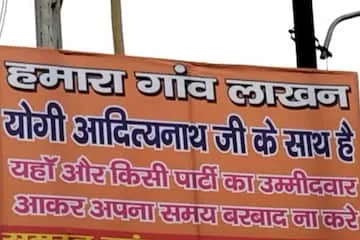 हमारा गांव लाखन
योगी आदित्यनाथ जी के साथ है
यहाँ और किसी पार्टी का उम्मीदवार
आकर अपना समय बरबाद ना करे